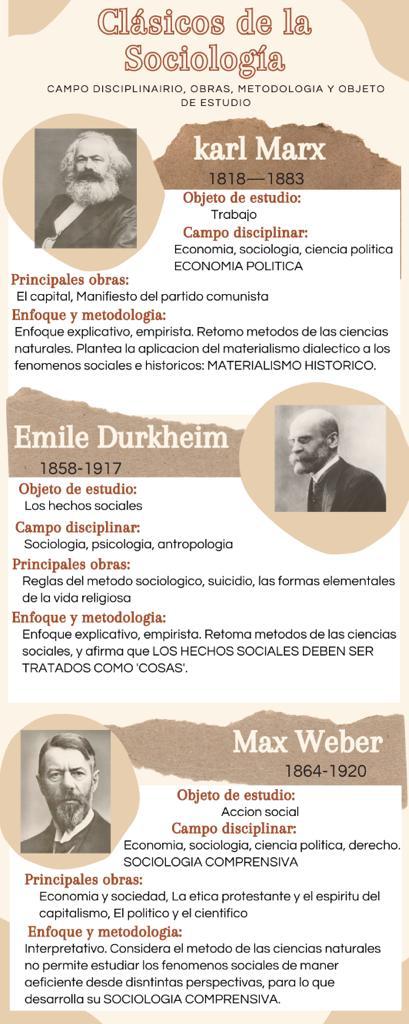 Clásicos de la
Sociología
CAMPO DISCIPLINAIRIO, OBRAS, METODOLOGIA Y OBJETO
DE ESTUDIO
karl Marx
1818—1883
Objeto de estudio:
Trabajo
Campo disciplinar:
Economia, sociologia, ciencia politica
ECONOMIA POLITICA
Principales obras:
El capital, Manifiesto del partido comunista
Enfoque y metodologia:
Enfoque explicativo, empirista. Retomo metodos de las ciencias
naturales. Plantea la aplicacion del materialismo dialectico a los
fenomenos sociales e historicos: MATERIALISMO HISTORICO.
Emile Durkheim
1858-1917
Objeto de estudio:
Los hechos sociales
Campo disciplinar:
Sociologia, psicologia, antropologia
Principales obras:
Reglas del metodo sociologico, suicidio, las formas elementales
de la vida religiosa
Enfoque y metodologia:
Enfoque explicativo, empirista. Retoma metodos de las ciencias
sociales, y afirma que LOS HECHOS SOCIALES DEBEN SER
TRATADOS COMO 'COSAS'.
Max Weber
1864-1920
Objeto de estudio:
Accion social
Campo disciplinar:
Economia, sociologia, ciencia politica, derecho.
SOCIOLOGIA COMPRENSIVA
Principales obras:
Economia y sociedad, La etica protestante y el espiritu del
capitalismo, El politico y el cientifico
Enfoque y metodologia:
Interpretativo. Considera el metodo de las ciencias naturales
no permite estudiar los fenomenos sociales de maner
aeficiente desde disntintas perspectivas, para lo que
desarrolla su SOCIOLOGIA COMPRENSIVA.